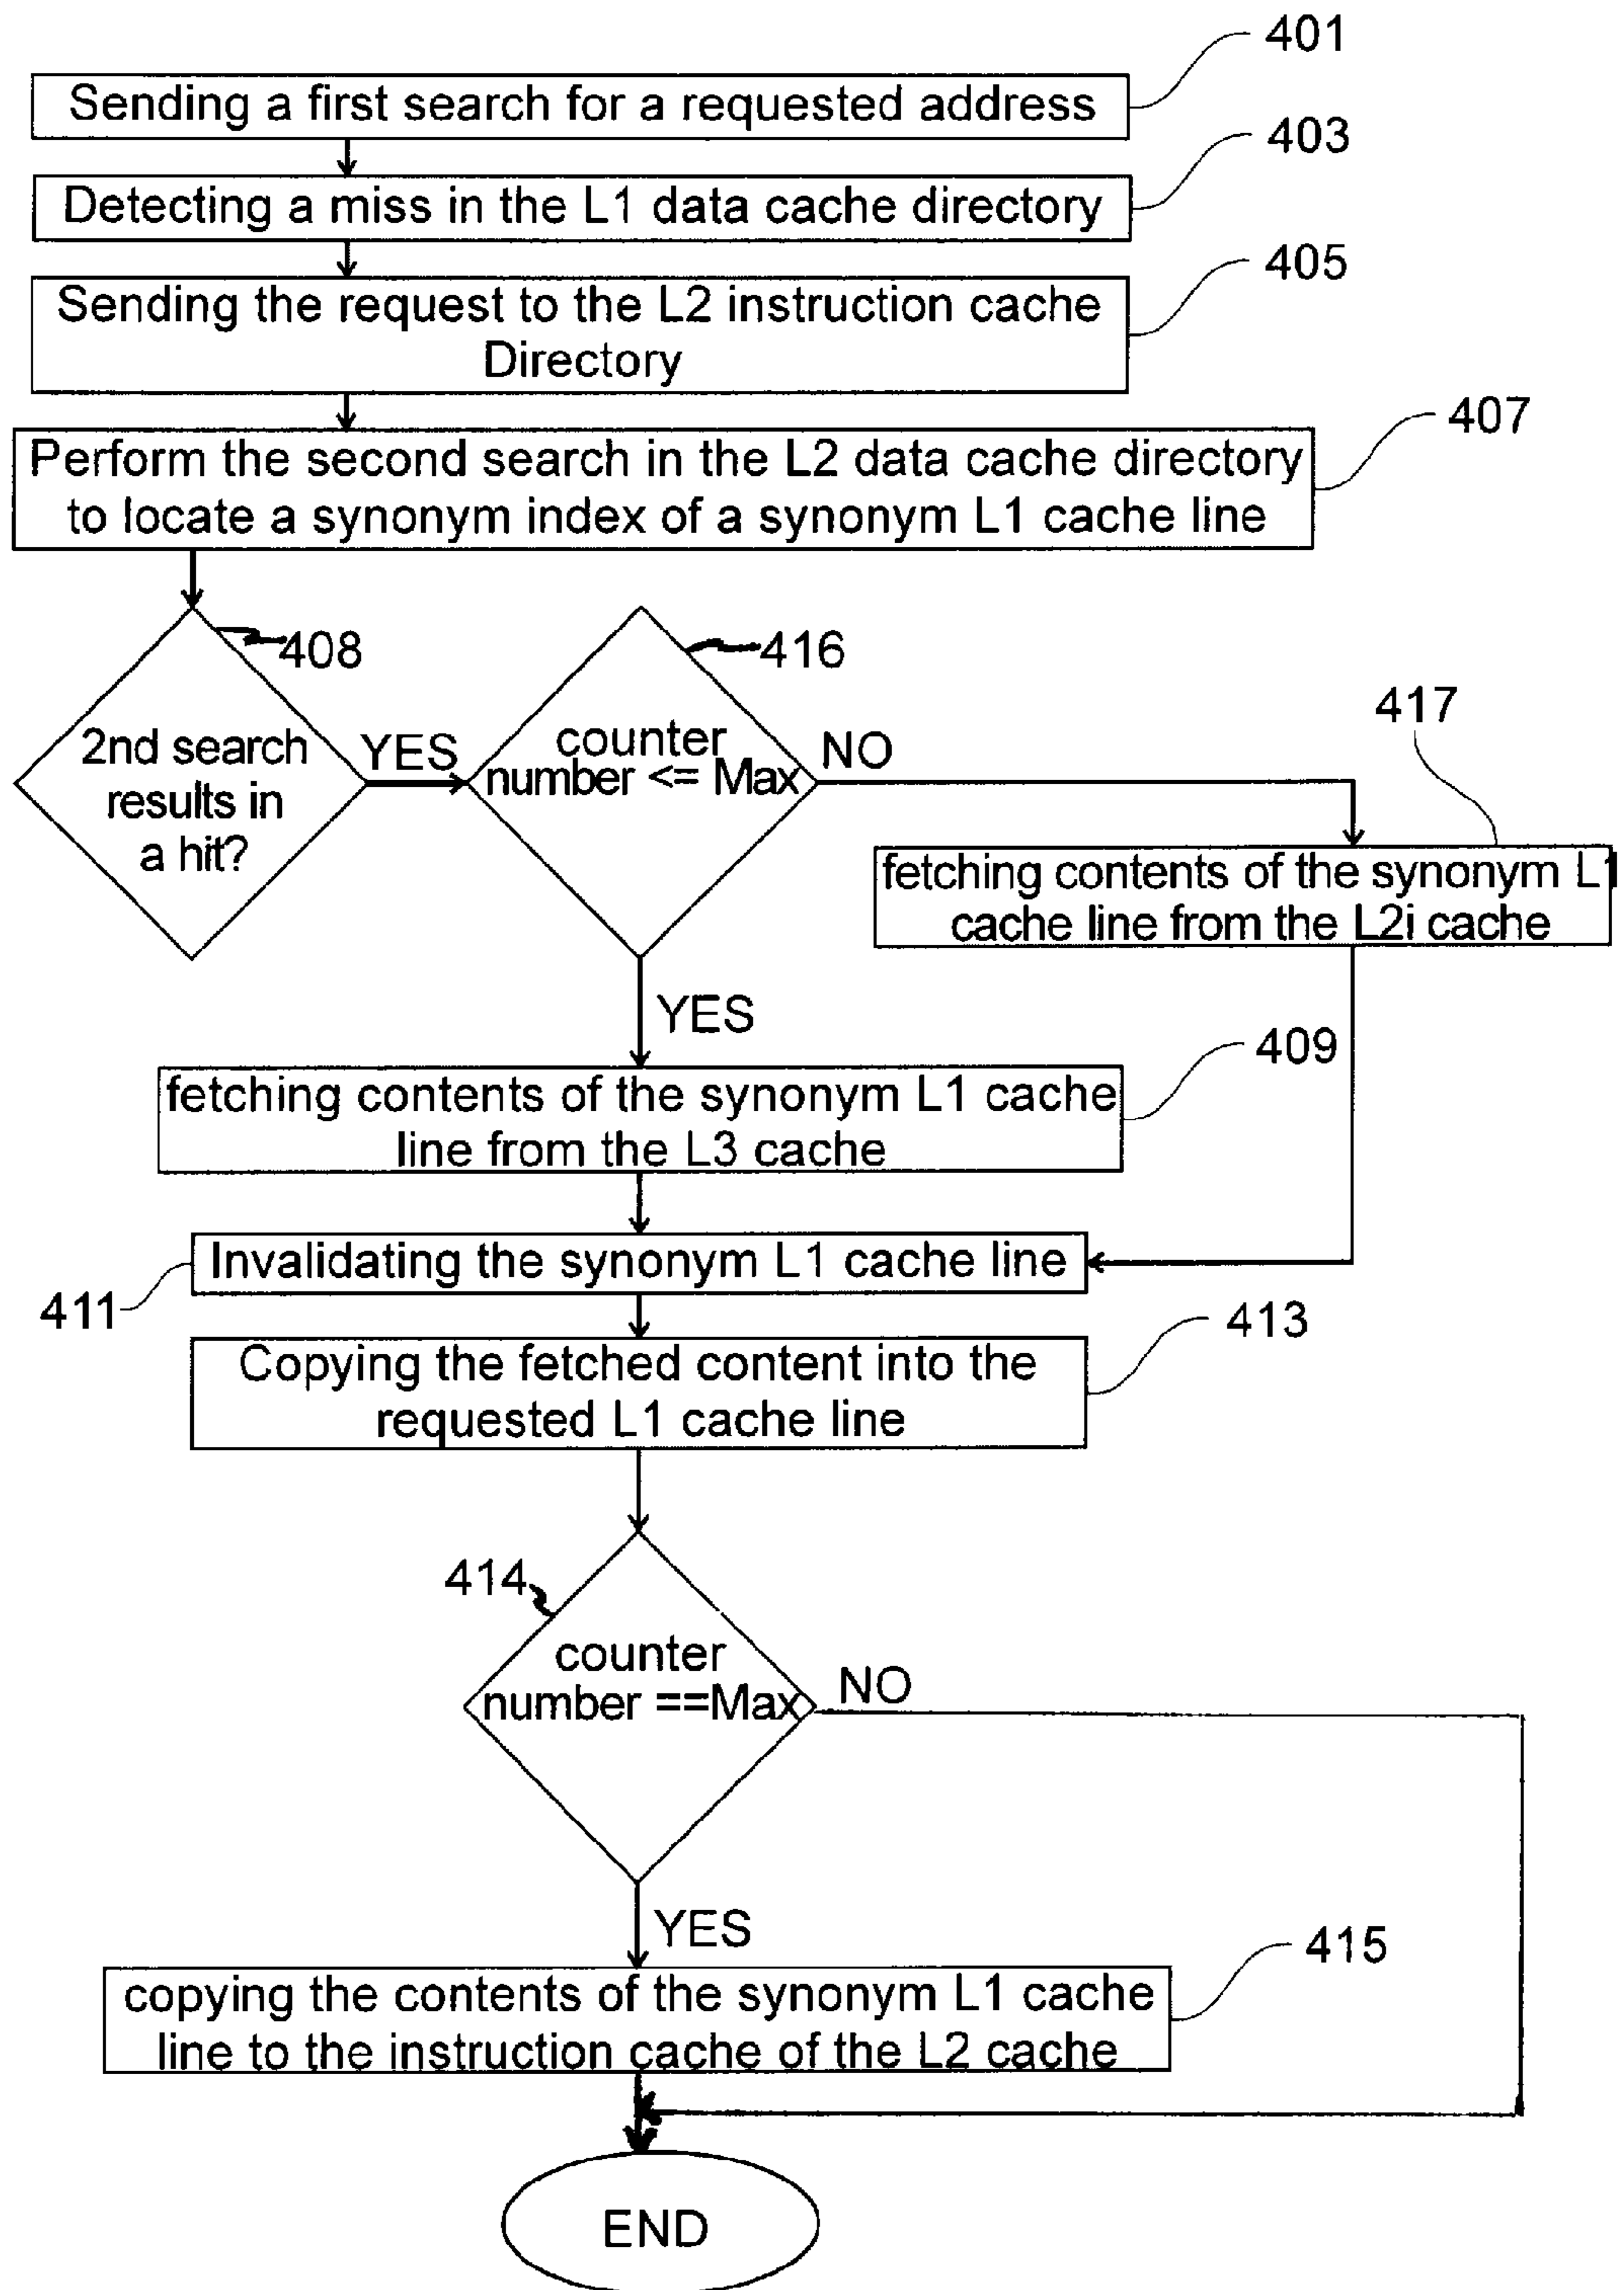 401
Sending a first search for a requested address
403
Detecting a miss in the L1 data cache directory
405
Sending the request to the L2 instruction cache
Directory
407
Perform the second search in the L2 data cache directory
to locate a synonym index of a synonym L1 cache line
408
416
417
2nd search
results in
a hit?
YES
counter
number <= Max
NO
fetching contents of the synonym L1
cache line from the L2i cache
YES
409
fetching contents of the synonym L1 cache
line from the L3 cache
Invalidating the synonym L1 cache line
411
413
Copying the fetched content into the
requested L1 cache line
414
counter
number ==Max
NO
YES
415
copying the contents of the synonym L1 cache
line to the instruction cache of the L2 cache
END